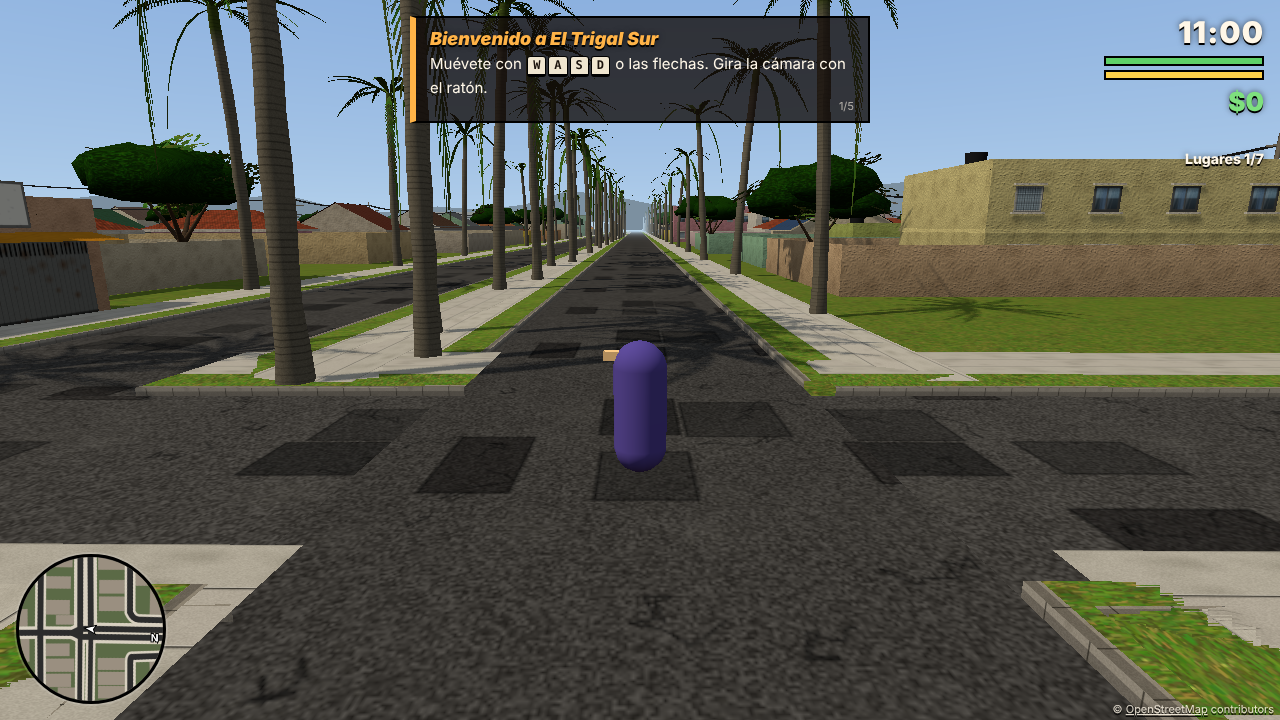 Bienvenido a El Trigal Sur
Muévete con W A S D o las flechas. Gira la cámara con
el ratón.
1/5
11:00
$0
Lugares 1/7
N
© OpenStreetMap contributors